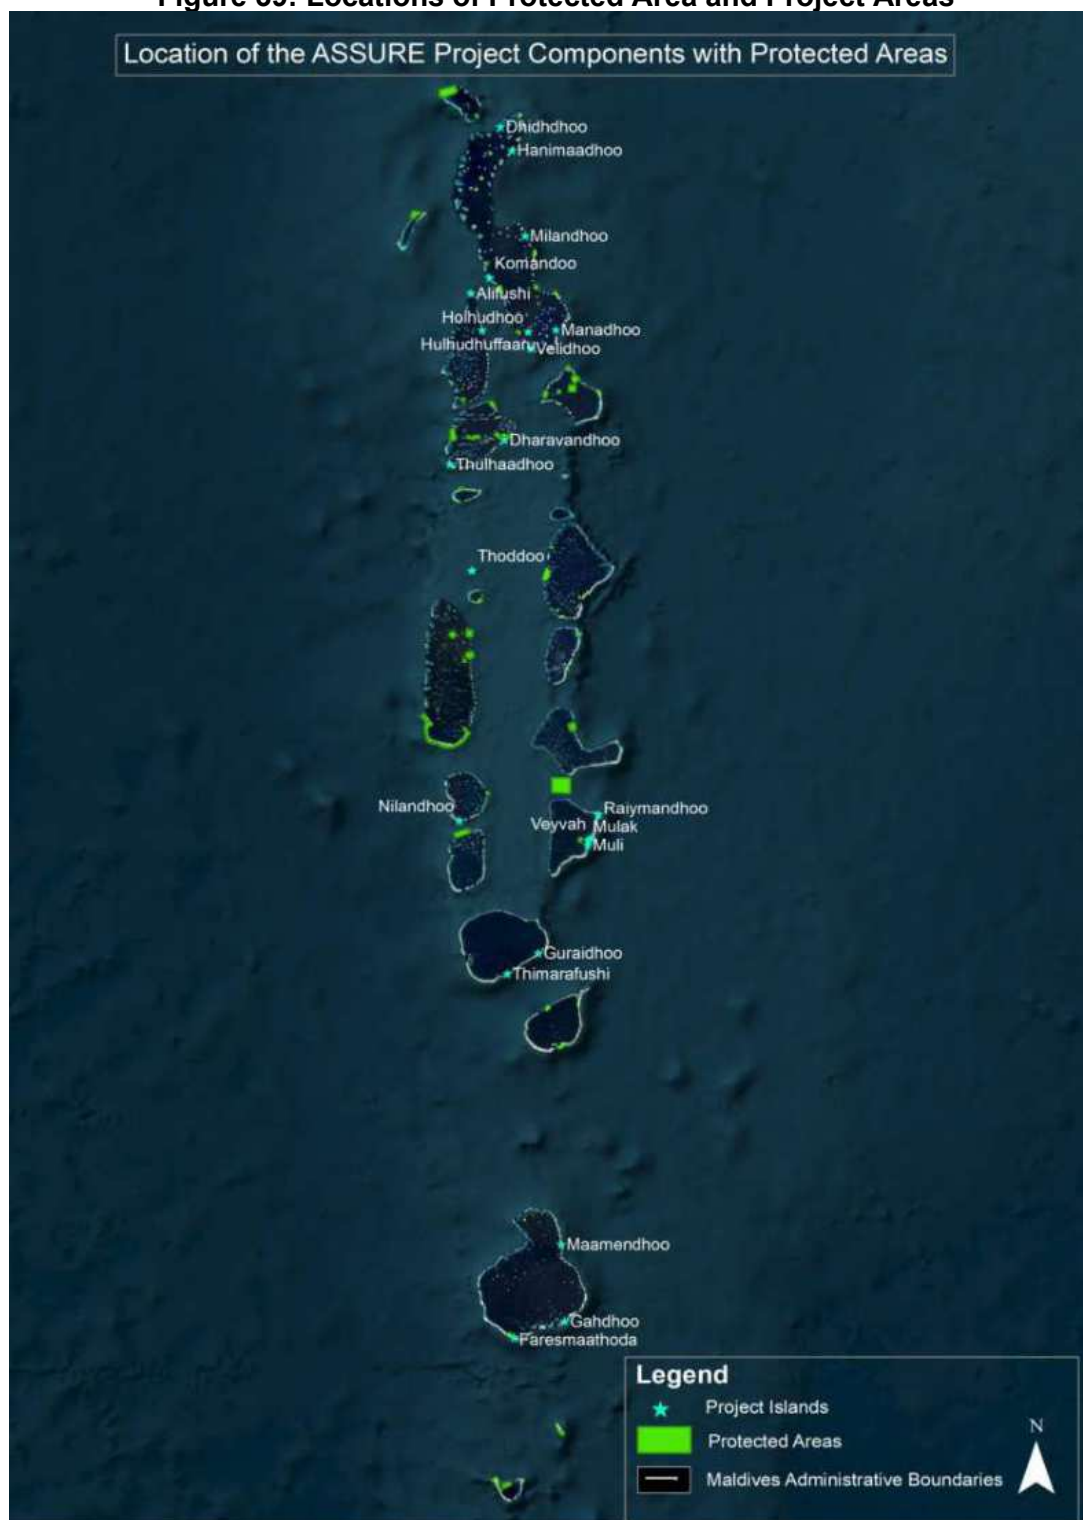 Figure 69: Locations of Protected Area and Project Areas
Location of the ASSURE Project Components with Protected Areas
Dhidhdhoo
Hanimaadhoo
Milandhoo
Komandoo
Alifushi
Holhudhoo
Manadhoo
Hulhudhuffaaru
Velidhoo
Dharavandhoo
Thulhaadhoo
Thoddoo
Nilandhoo
Raiymandhoo
Veyvah
Mulak
Muli
Guraidhoo
Thimarafushi
Maamendhoo
Gahdhoo
Faresmaathoda
Legend
Project Islands
N
Protected Areas
Maldives Administrative Boundaries